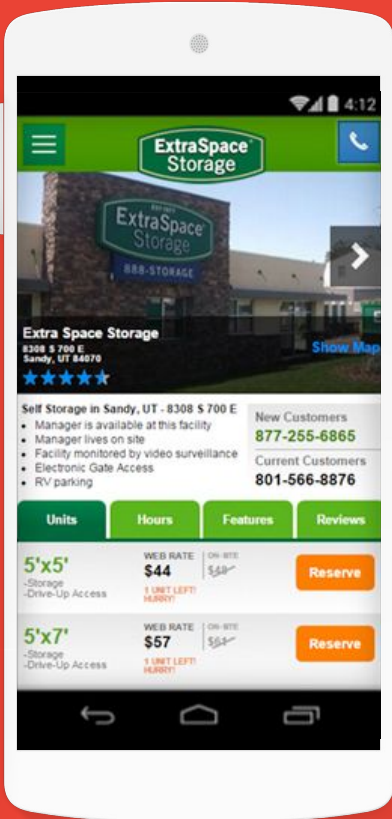 4:12
ExtraSpace
Storage
ExtraSpace
Storage
888-STORAGE
Extra Space Storage
8308 S 700 E
Sandy, UT 84070
Show Map
Self Storage in Sandy, UT - 8308 S 700 E
• Manager is available at this facility
• Manager lives on site
• Facility monitored by video surveillance
• Electronic Gate Access
• RV parking
New Customers
877-255-6865
Current Customers
801-566-8876
Units Hours Features Reviews
5'x5'
-Storage
-Drive-Up Access
WEB RATE
$44
1 UNIT LEFT!
HURRY!
ON-SITE
$48
Reserve
5'x7'
-Storage
-Drive-Up Access
WEB RATE
$57
1 UNIT LEFT!
HURRY!
ON-SITE
$61
Reserve